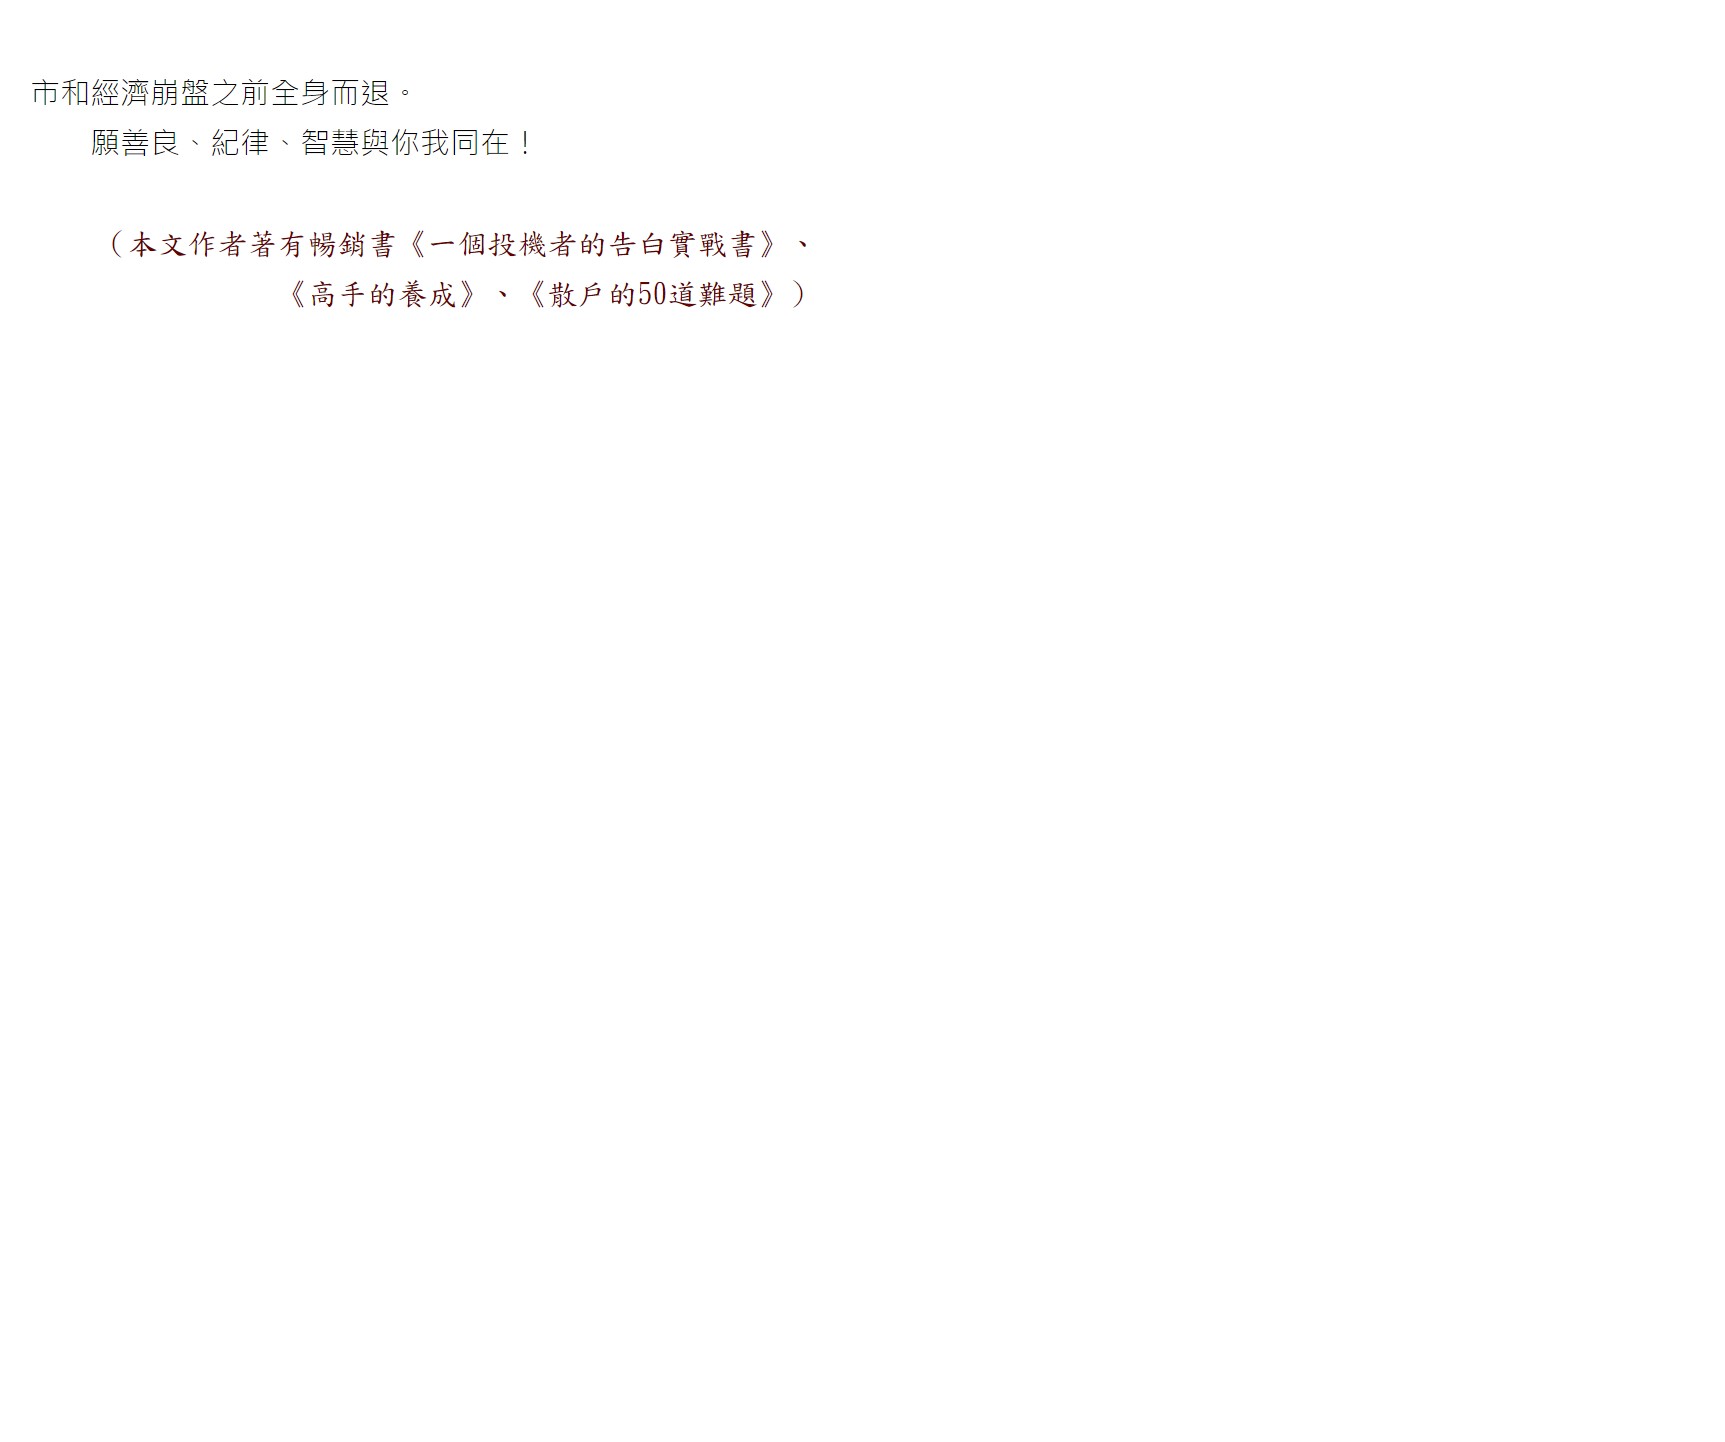 市和經濟崩盤之前全身而退。
願善良、紀律、智慧與你我同在！
（本文作者著有暢銷書《一個投機者的告白實戰書》、
《高手的養成》、《散戶的50道難題》）